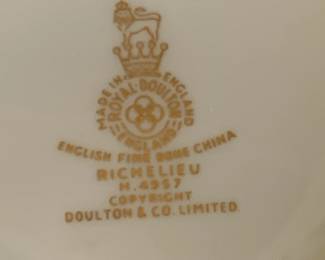 MADE IN ENGLAND
ROYAL DOULTON
ENGLAND
ENGLISH FINE BONE CHINA
RICHELIEU
H.4957
COPYRIGHT
DOULTON & CO. LIMITED